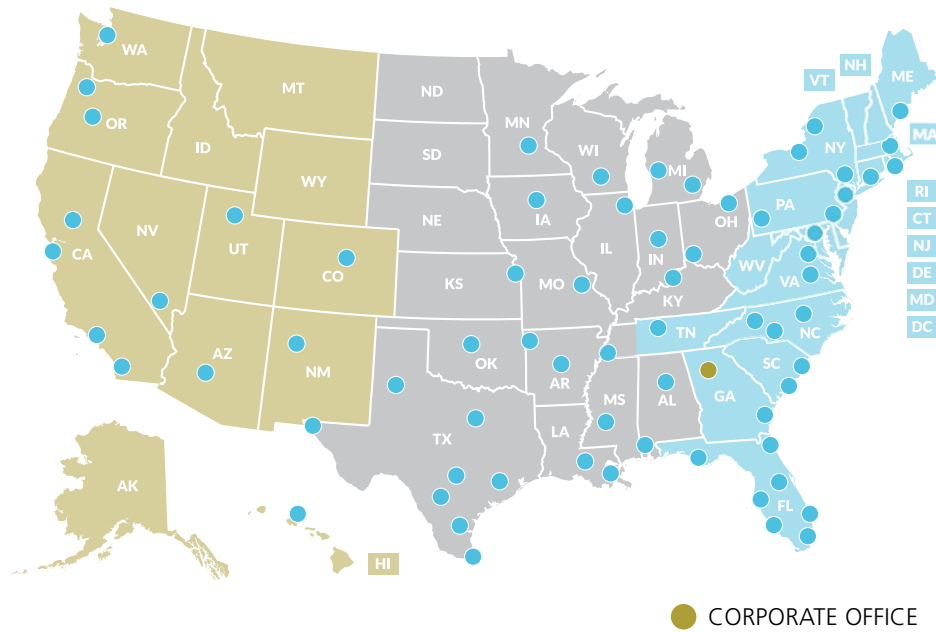 WA
MT
ND
MN
OR
ID
WY
SD
WI
MI
NE
IA
NV
UT
CA
CO
KS
MO
IL
IN
OH
KY
AZ
NM
OK
AR
TN
TX
LA
MS
AL
GA
SC
NC
FL
WV
VA
PA
NY
VT
NH
ME
MA
RI
CT
NJ
DE
MD
DC
AK
HI
CORPORATE OFFICE